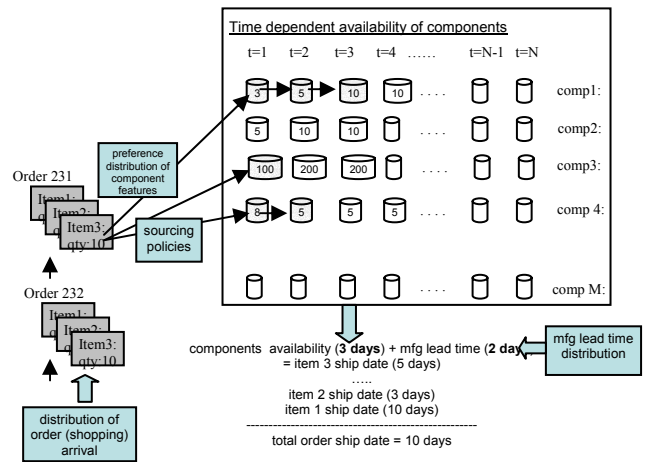 Time dependent availability of components
t=1 t=2 t=3 t=4 …… t=N-1 t=N
3 5 10 10 . . . . comp1:
5 10 10 . . . . comp2:
100 200 200 . . . . comp3:
8 5 5 5 . . . . comp 4:
. . . . comp M:
preference
distribution of
component
features
sourcing
policies
Order 231
Item1:
Item2:
Item3:
qty:10
Order 232
Item1:
Item2:
Item3:
qty:10
distribution of
order (shopping)
arrival
components availability (3 days) + mfg lead time (2 day
= item 3 ship date (5 days)
…..
item 2 ship date (3 days)
item 1 ship date (10 days)
------------------------------------------------
total order ship date = 10 days
mfg lead time
distribution